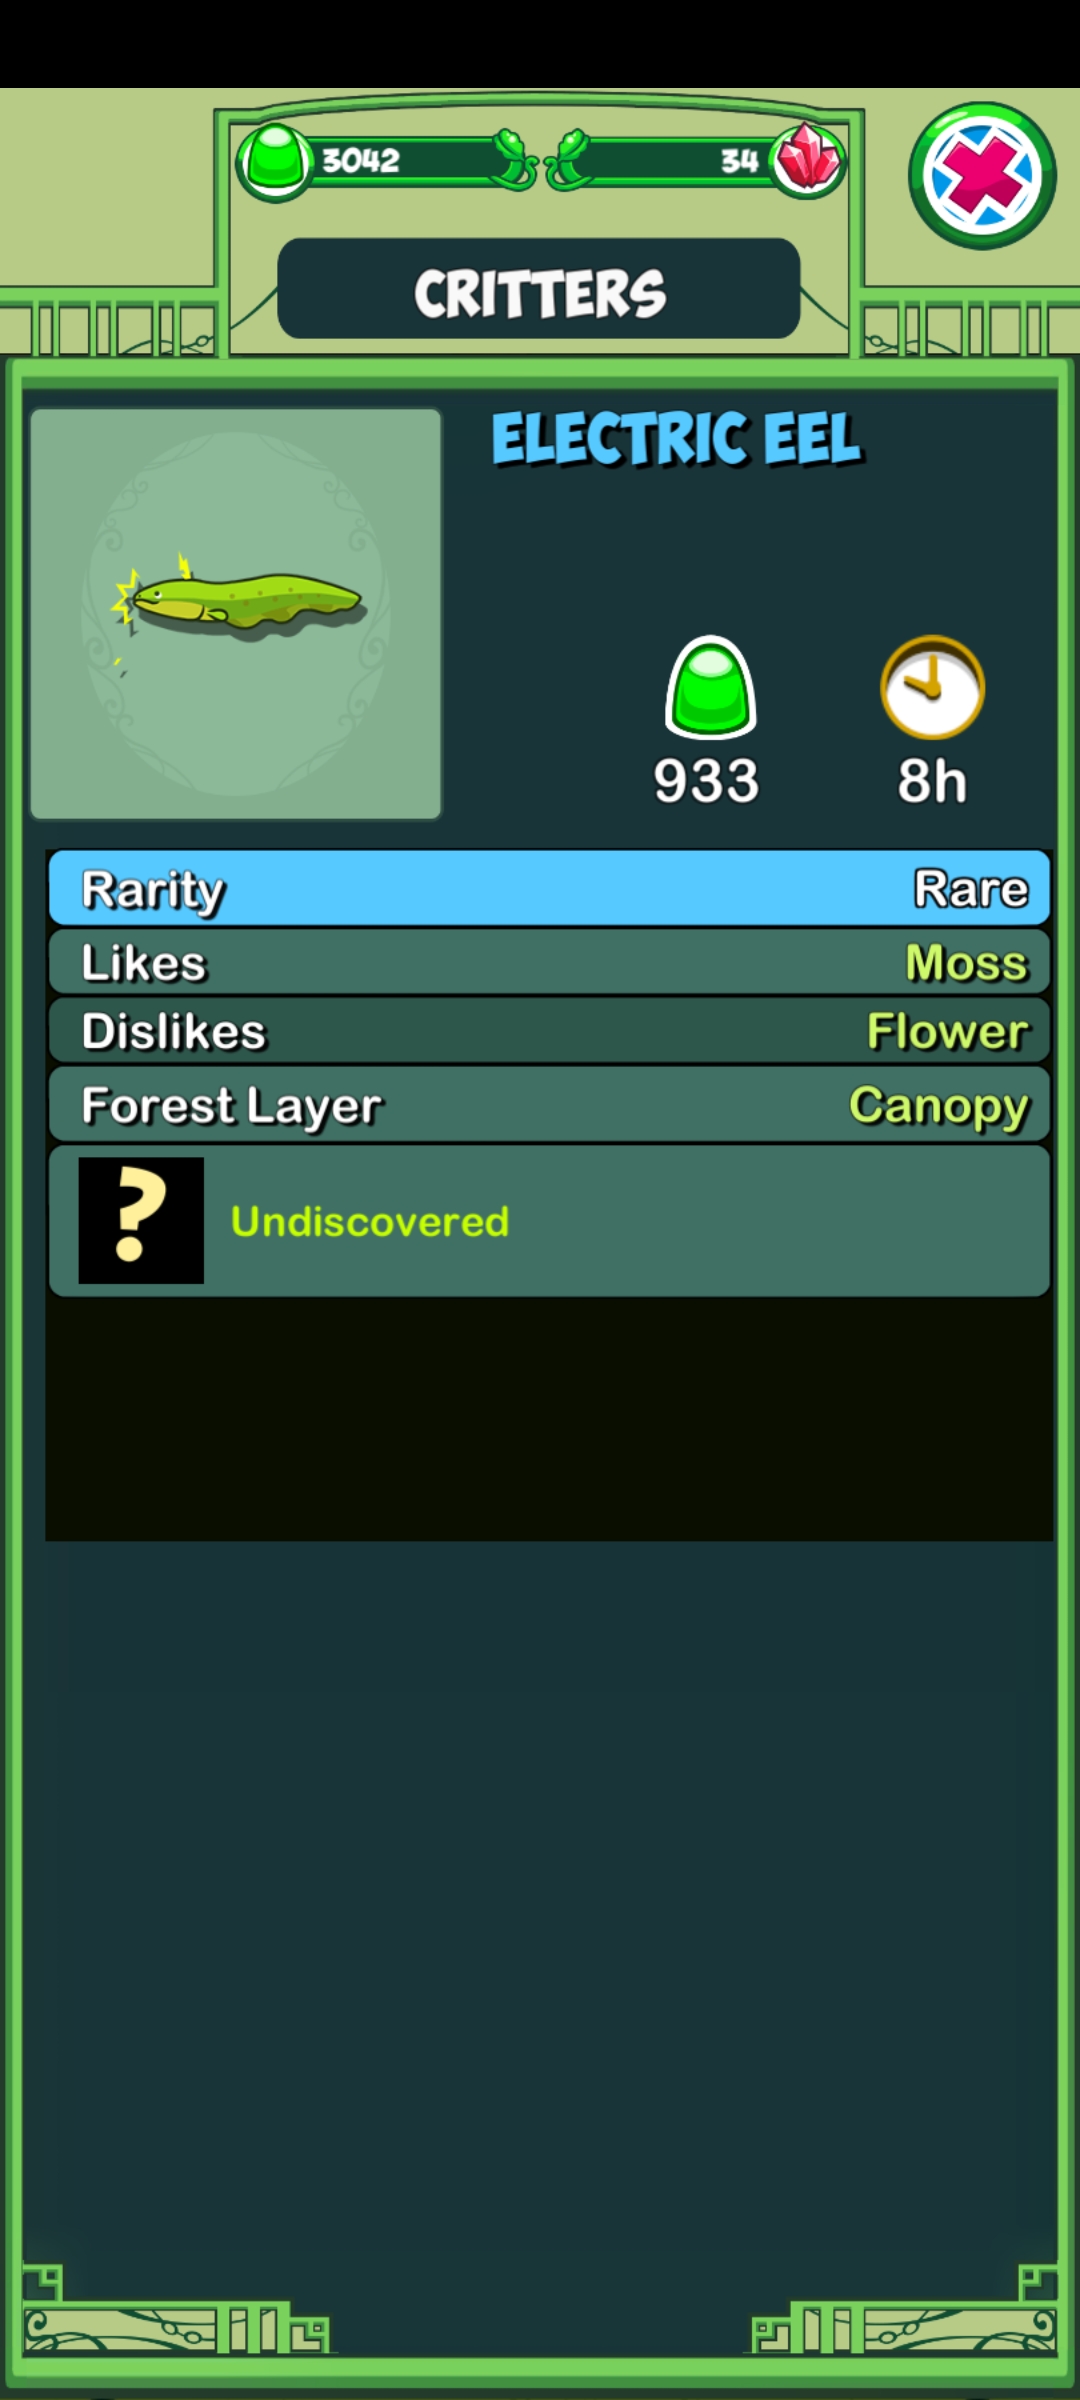 3042
34
CRITTERS
ELECTRIC EEL
933
8h
Rarity Rare
Likes Moss
Dislikes Flower
Forest Layer Canopy
? Undiscovered